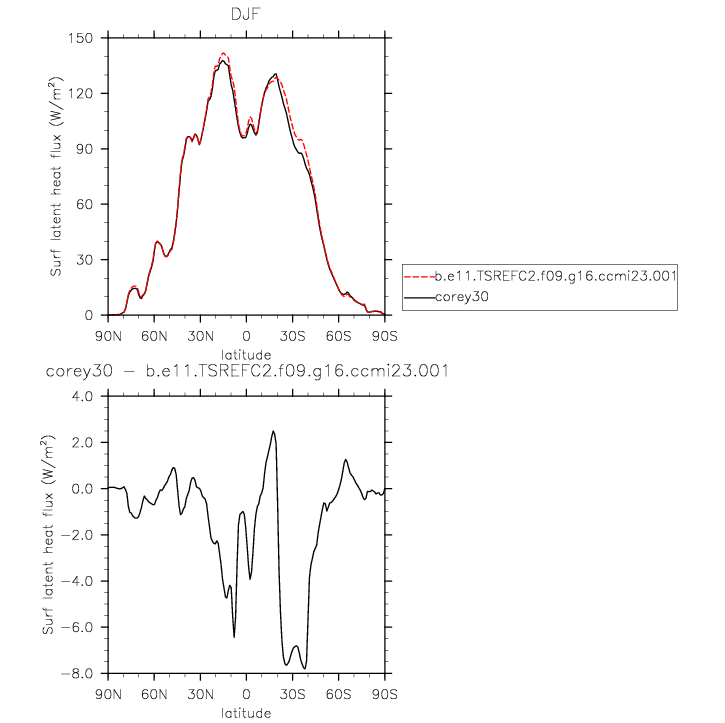 DJF
150
120
90
60
30
0
Surf latent heat flux (W/m²)
90N 60N 30N 0 30S 60S 90S
latitude
b.e11.TSREFC2.f09.g16.ccmi23.001
corey30
corey30 − b.e11.TSREFC2.f09.g16.ccmi23.001
4.0
2.0
0.0
−2.0
−4.0
−6.0
−8.0
Surf latent heat flux (W/m²)
90N 60N 30N 0 30S 60S 90S
latitude